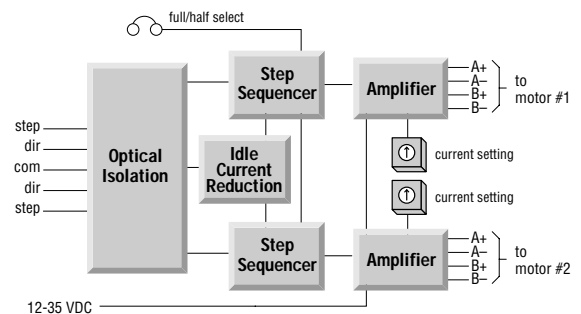 full/half select
Step
Sequencer
Amplifier
A+
A–
B+
B–
to
motor #1
step
dir
com
dir
step
Optical
Isolation
Idle
Current
Reduction
current setting
current setting
Step
Sequencer
Amplifier
A+
A–
B+
B–
to
motor #2
12-35 VDC